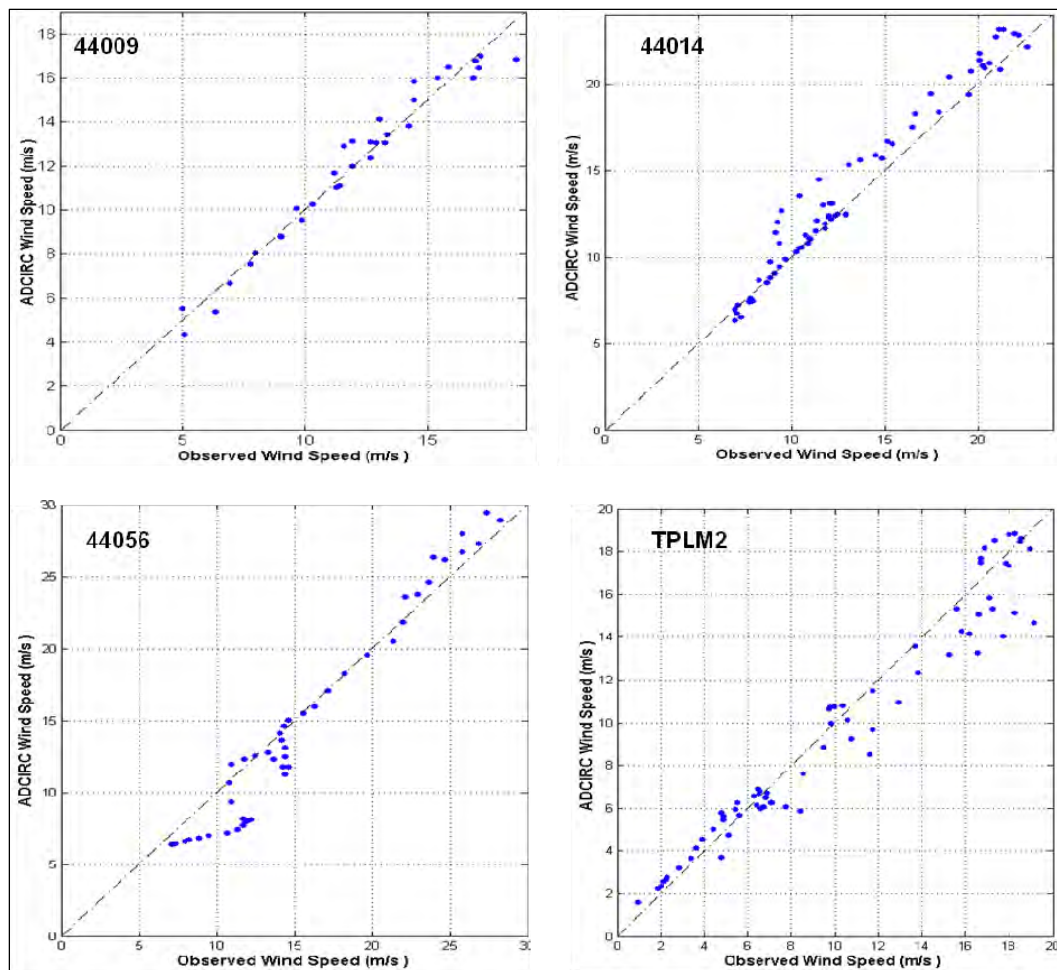 44009
ADCIRC Wind Speed (m/s)
18
16
14
12
10
8
6
4
2
0
0 5 10 15
Observed Wind Speed (m/s )
44014
ADCIRC Wind Speed (m/s)
20
15
10
5
0
0 5 10 15 20
Observed Wind Speed (m/s )
44056
ADCIRC Wind Speed (m/s)
30
25
20
15
10
5
0
0 5 10 15 20 25 30
Observed Wind Speed (m/s )
TPLM2
ADCIRC Wind Speed (m/s)
20
18
16
14
12
10
8
6
4
2
0
0 2 4 6 8 10 12 14 16 18 20
Observed Wind Speed (m/s )